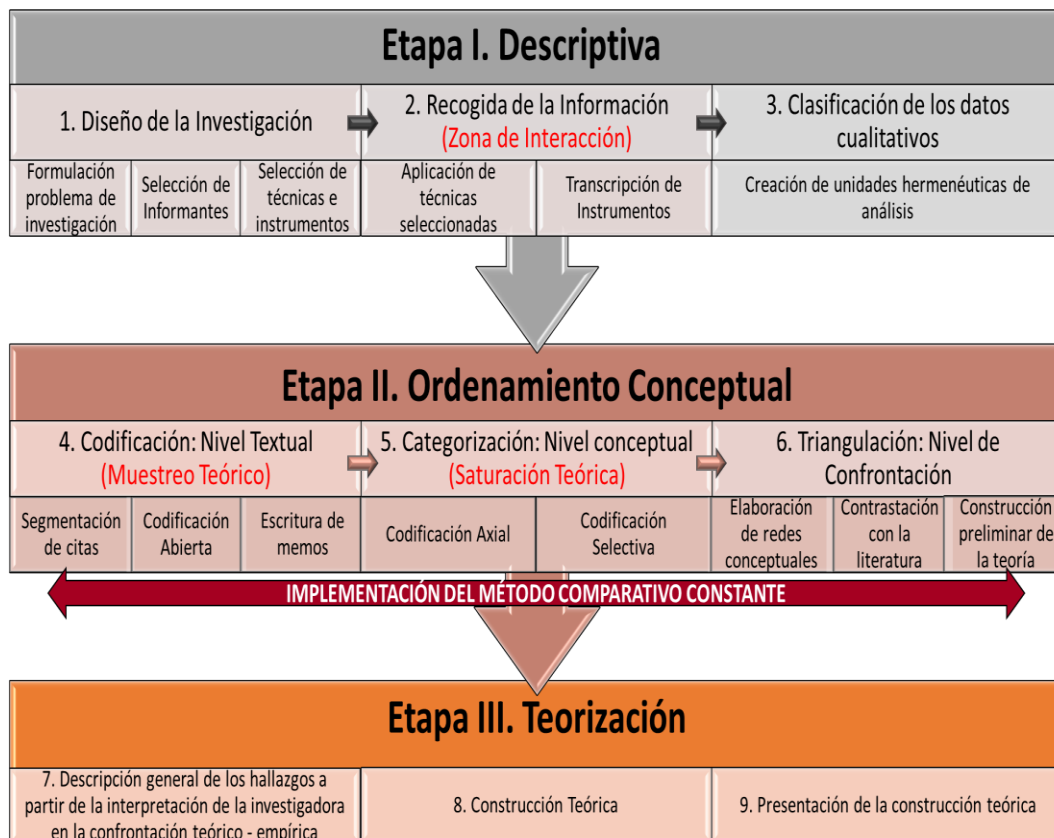 Etapa I. Descriptiva
1. Diseño de la Investigación
2. Recogida de la Información
(Zona de Interacción)
3. Clasificación de los datos
cualitativos
Formulación
problema de
investigación
Selección de
Informantes
Selección de
técnicas e
instrumentos
Aplicación de
técnicas
seleccionadas
Transcripción de
Instrumentos
Creación de unidades hermenéuticas de
análisis
Etapa II. Ordenamiento Conceptual
4. Codificación: Nivel Textual
(Muestreo Teórico)
5. Categorización: Nivel conceptual
(Saturación Teórica)
6. Triangulación: Nivel de
Confrontación
Segmentación
de citas
Codificación
Abierta
Escritura de
memos
Codificación Axial
Codificación
Selectiva
Elaboración
de redes
conceptuales
Contrastación
con la
literatura
Construcción
preliminar de
la teoría
IMPLEMENTACIÓN DEL MÉTODO COMPARATIVO CONSTANTE
Etapa III. Teorización
7. Descripción general de los hallazgos a
partir de la interpretación de la investigadora
en la confrontación teórico - empírica
8. Construcción Teórica
9. Presentación de la construcción teórica